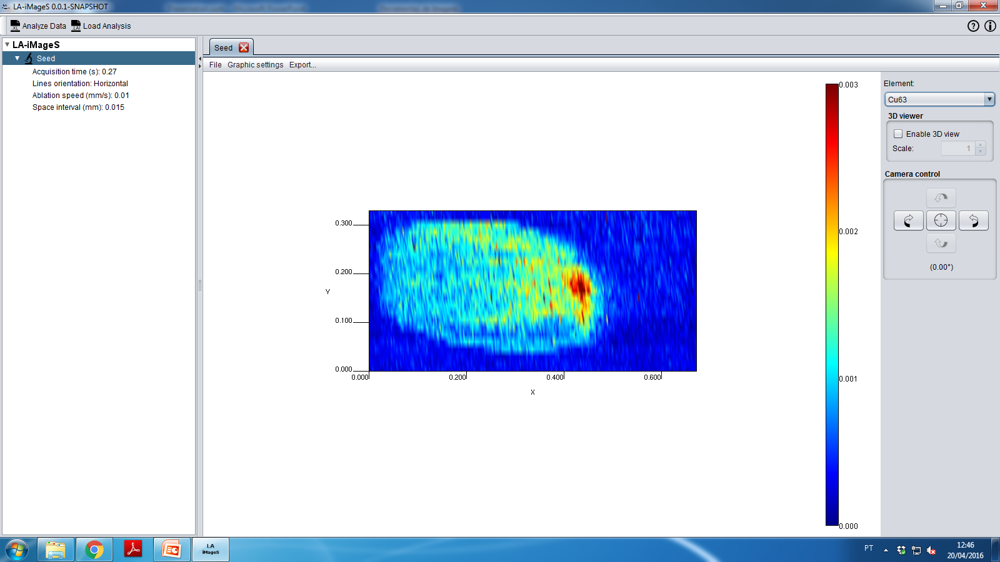 LA-iMageS 0.0.1-SNAPSHOT
Analyze Data Load Analysis
LA-iMageS
Seed
Acquisition time (s): 0.27
Lines orientation: Horizontal
Ablation speed (mm/s): 0.01
Space interval (mm): 0.015
Seed
File Graphic settings Export...
0.300
0.200
Y
0.100
0.000
0.000 0.200 0.400 0.600
X
0.003
0.002
0.001
0.000
Element:
Cu63
3D viewer
Enable 3D view
Scale: 1
Camera control
(0.00°)
LA
iMageS
PT
12:46
20/04/2016